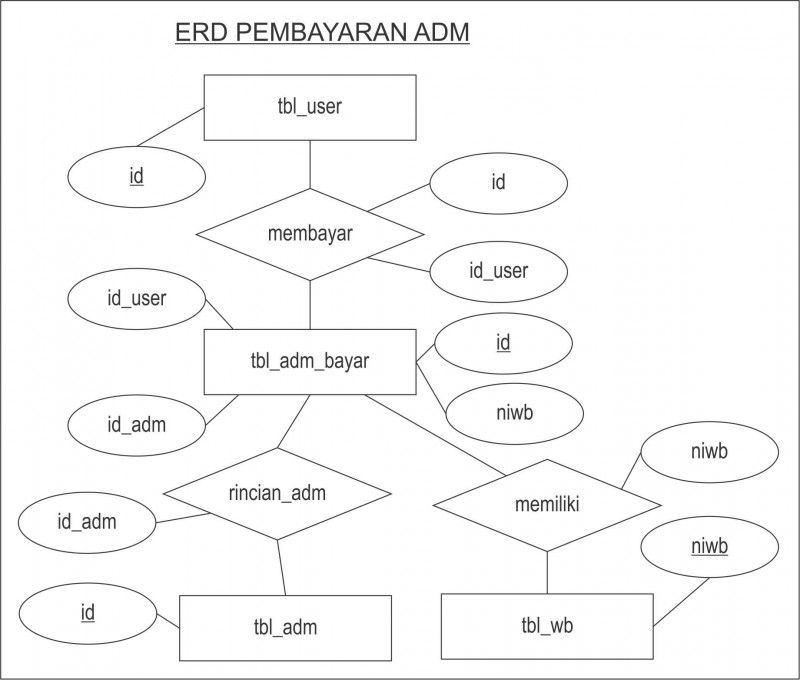 ERD PEMBAYARAN ADM
tbl_user
id
id
membayar
id_user
id_user
id
tbl_adm_bayar
niwb
id_adm
niwb
rincian_adm
memiliki
id_adm
niwb
id
tbl_adm
tbl_wb